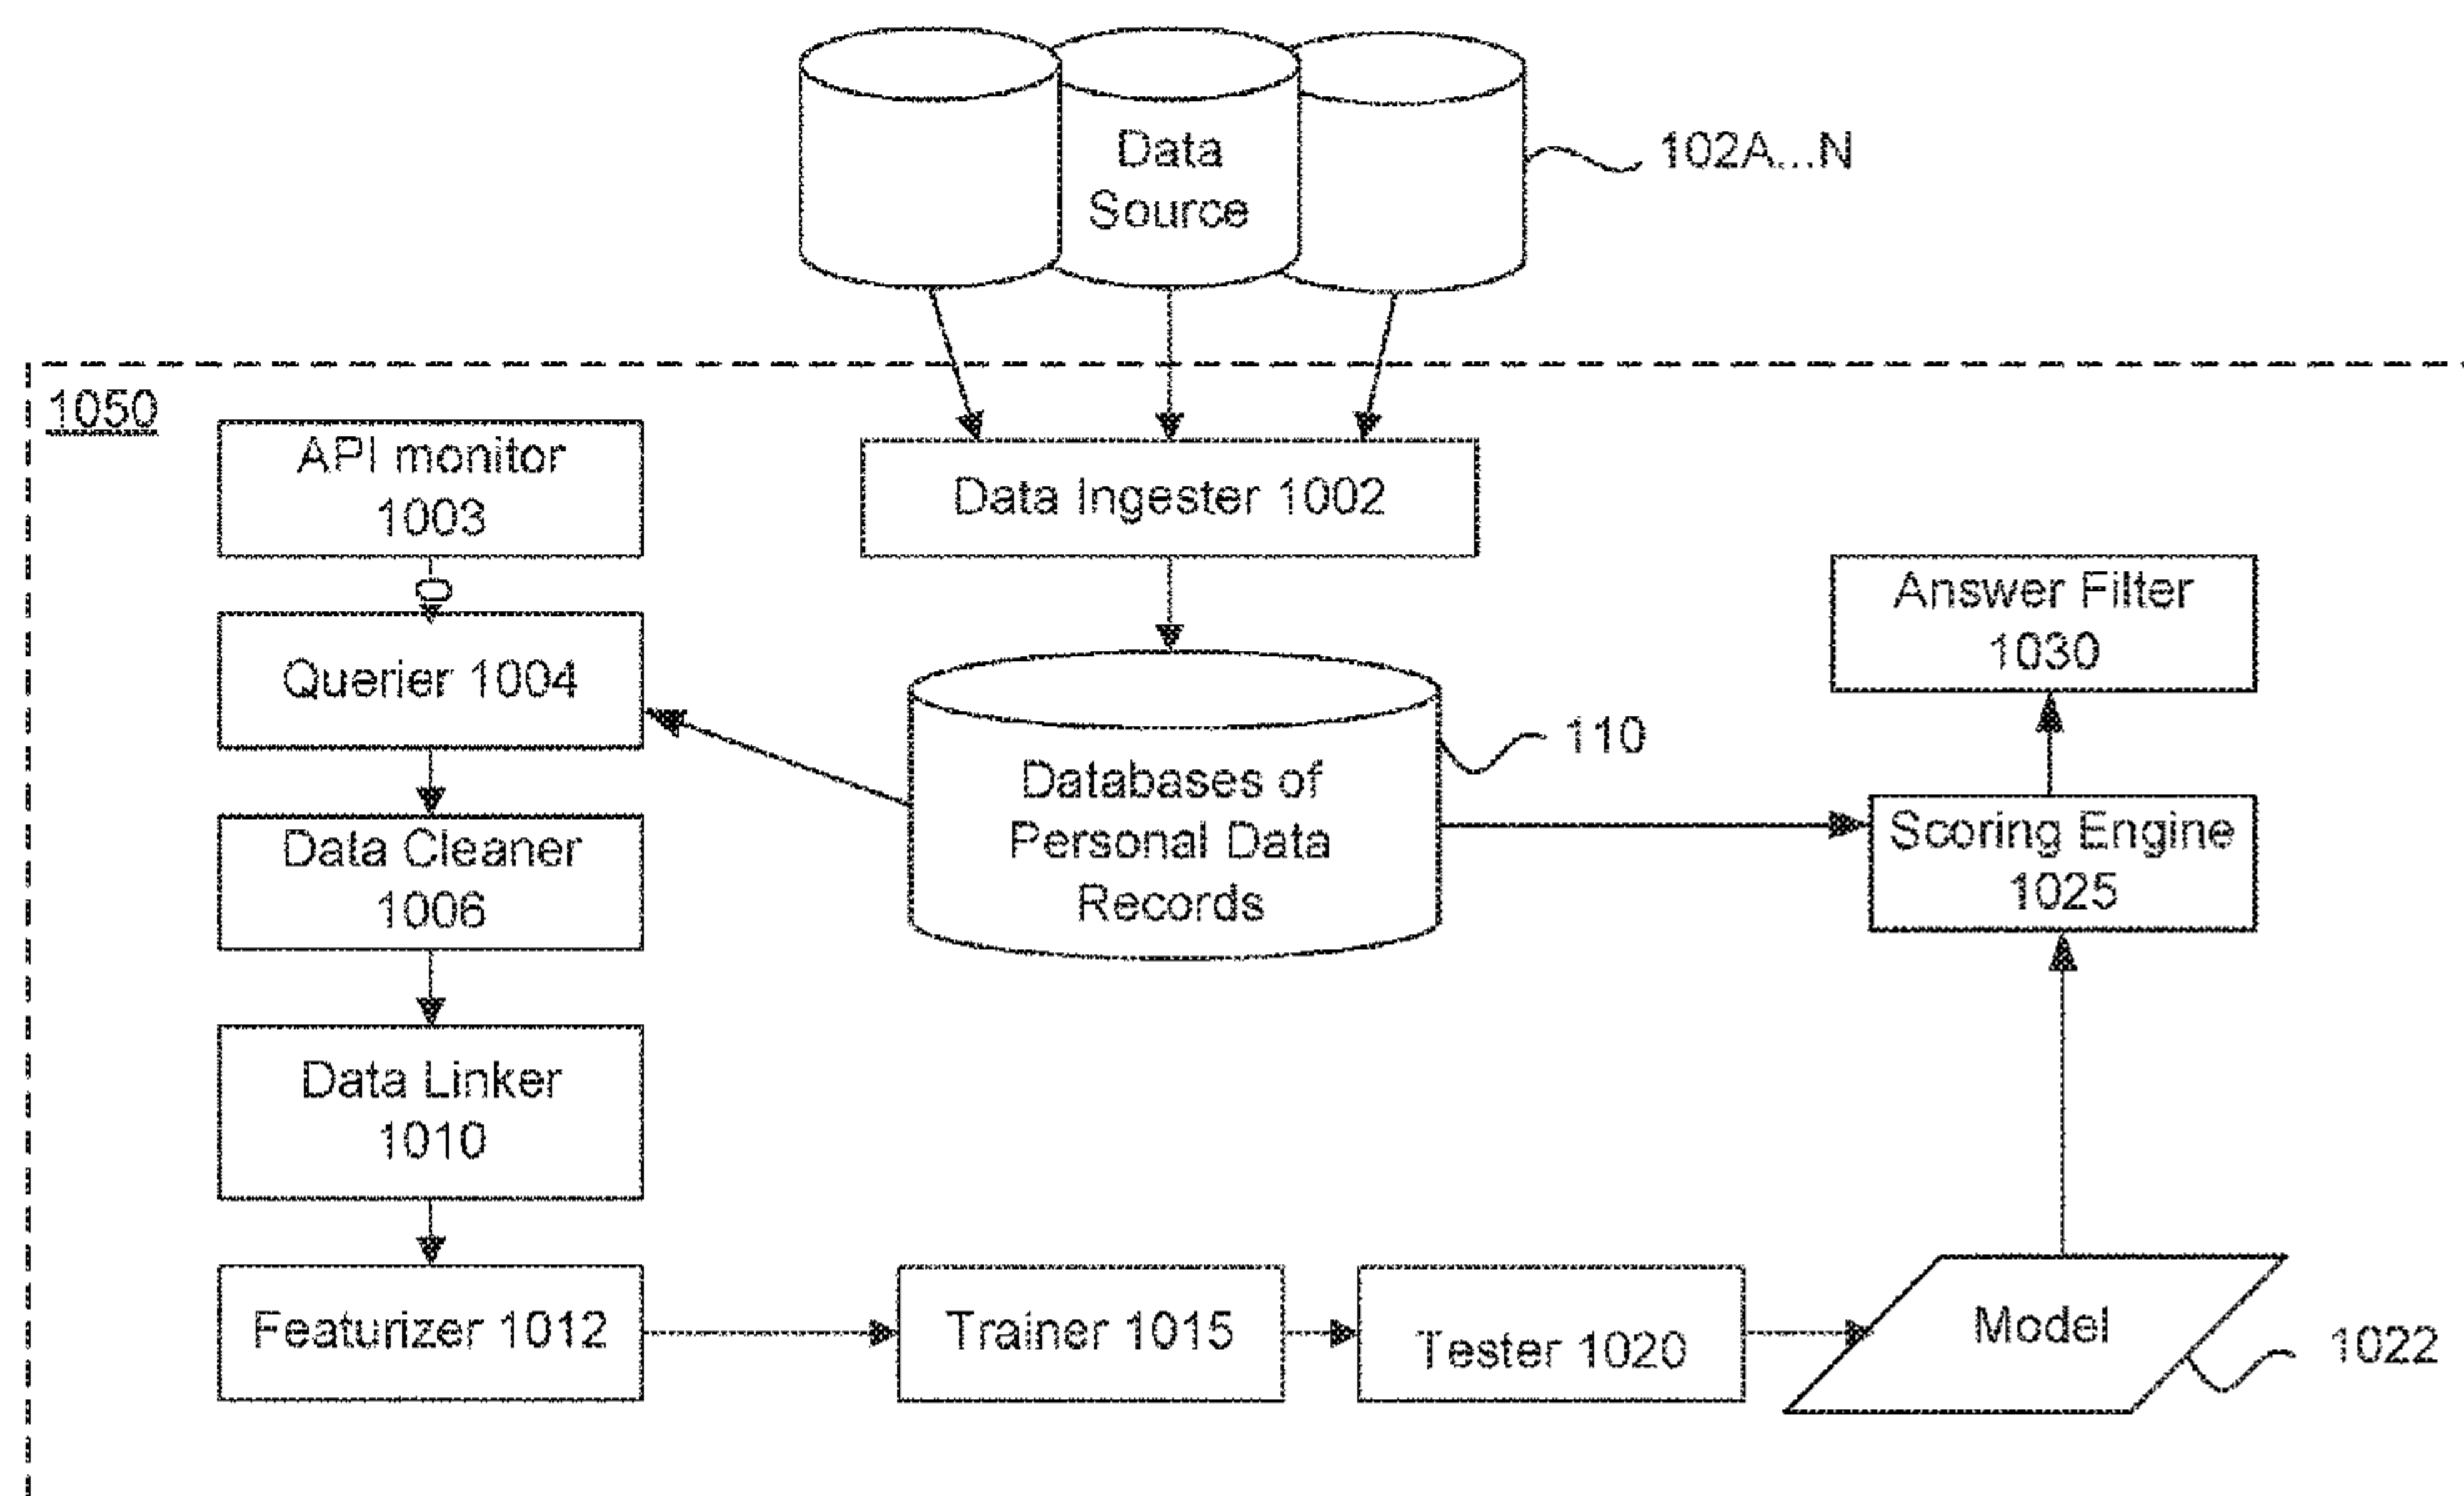 Data
Source
102A...N
1050
API monitor
1003
Data Ingester 1002
Answer Filter
1030
Querier 1004
110
Databases of
Personal Data
Records
Data Cleaner
1006
Scoring Engine
1025
Data Linker
1010
Featurizer 1012
Trainer 1015
Tester 1020
Model
1022